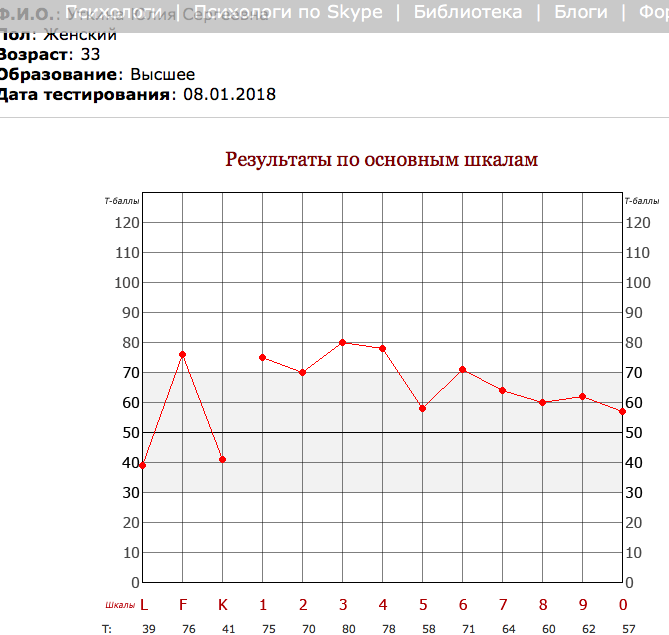 Психологи | Психологи по Skype | Библиотека | Блоги | Фор
Ф.И.О.: Юлия Сергеевна
Пол: Женский
Возраст: 33
Образование: Высшее
Дата тестирования: 08.01.2018
Результаты по основным шкалам
Т-баллы Т-баллы
120 120
110 110
100 100
90 90
80 80
70 70
60 60
50 50
40 40
30 30
20 20
10 10
0 0
Шкалы L F K 1 2 3 4 5 6 7 8 9 0
Т: 39 76 41 75 70 80 78 58 71 64 60 62 57